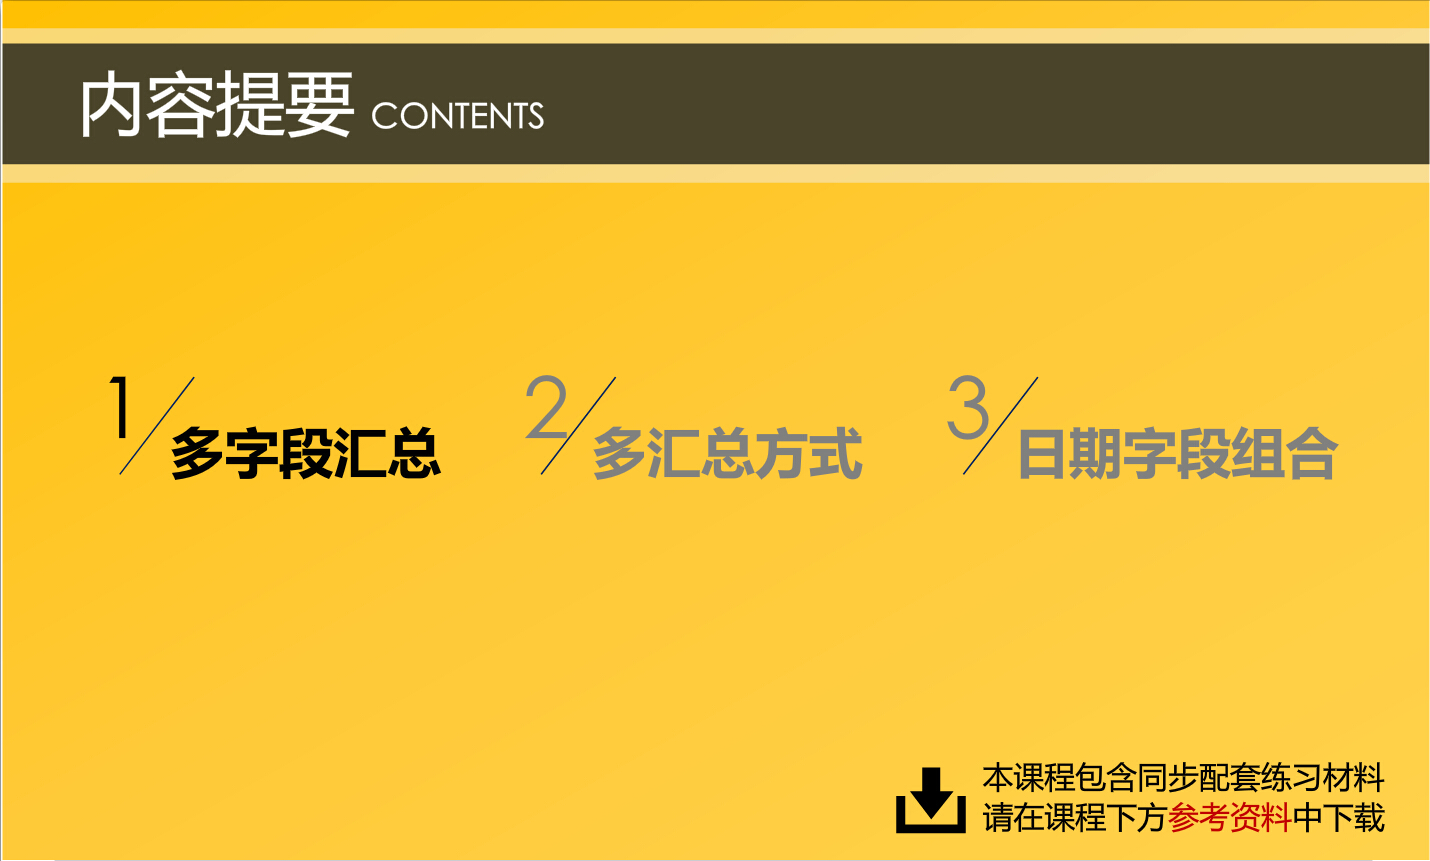 内容提要 CONTENTS
1 多字段汇总
2 多汇总方式
3 日期字段组合
本课程包含同步配套练习材料
请在课程下方参考资料中下载